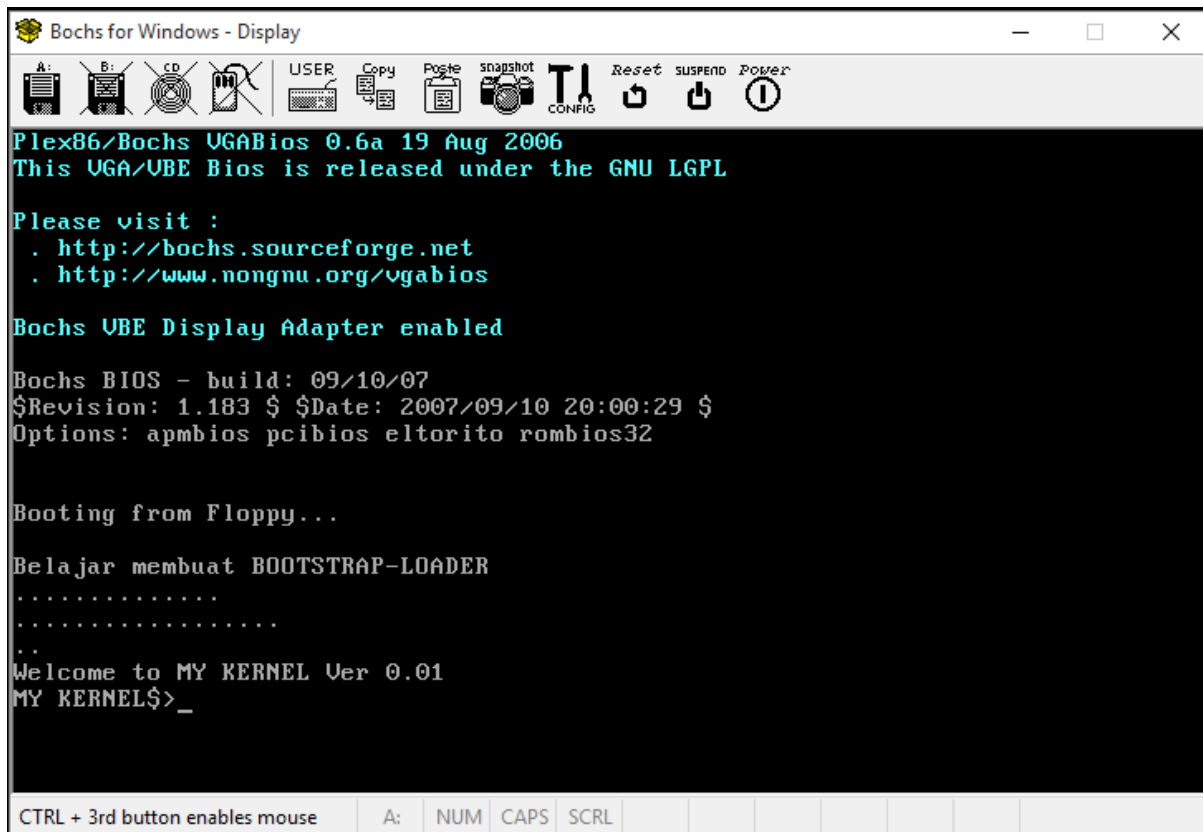 Bochs for Windows - Display
A: B: CD USER Copy Paste snapshot CONFIG Reset SUSPEND Power
Plex86/Bochs VGABios 0.6a 19 Aug 2006
This VGA/VBE Bios is released under the GNU LGPL
Please visit :
. http://bochs.sourceforge.net
. http://www.nongnu.org/vgabios
Bochs VBE Display Adapter enabled
Bochs BIOS - build: 09/10/07
$Revision: 1.183 $ $Date: 2007/09/10 20:00:29 $
Options: apmbios pcibios eltorito rombios32
Booting from Floppy...
Belajar membuat BOOTSTRAP-LOADER
..............
..................
..
Welcome to MY KERNEL Ver 0.01
MY KERNEL$>_
CTRL + 3rd button enables mouse A: NUM CAPS SCRL